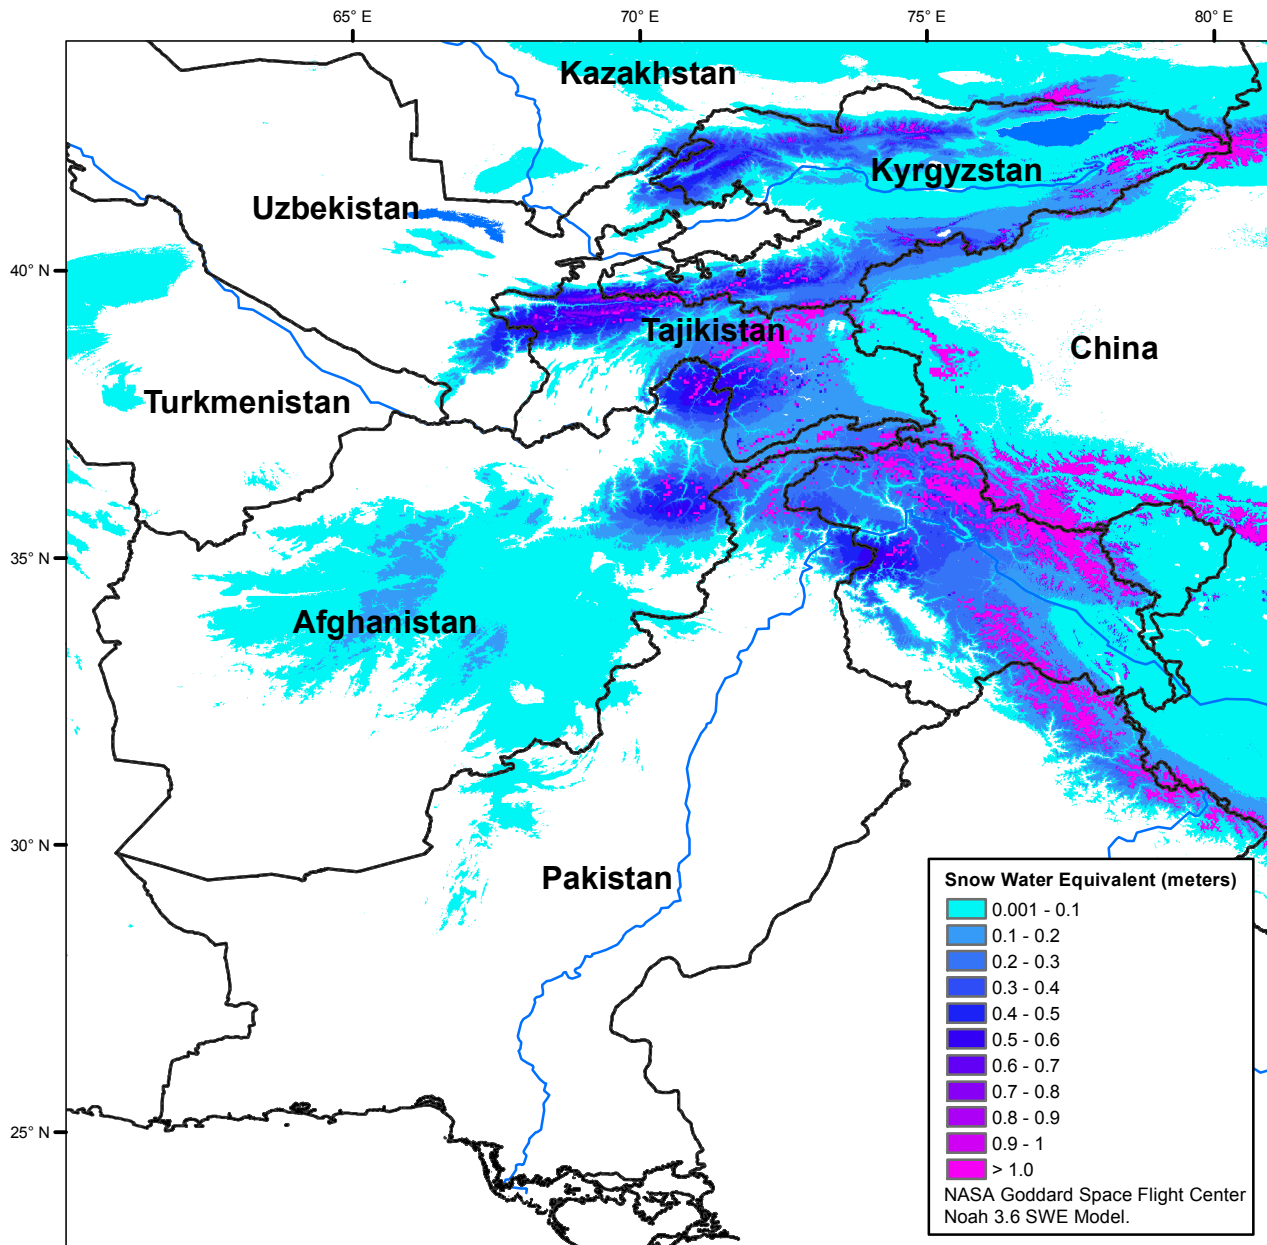 65° E
70° E
75° E
80° E
Kazakhstan
Kyrgyzstan
Uzbekistan
40° N
Tajikistan
China
Turkmenistan
35° N
Afghanistan
30° N
Pakistan
25° N
Snow Water Equivalent (meters)
0.001 - 0.1
0.1 - 0.2
0.2 - 0.3
0.3 - 0.4
0.4 - 0.5
0.5 - 0.6
0.6 - 0.7
0.7 - 0.8
0.8 - 0.9
0.9 - 1
> 1.0
NASA Goddard Space Flight Center
Noah 3.6 SWE Model.